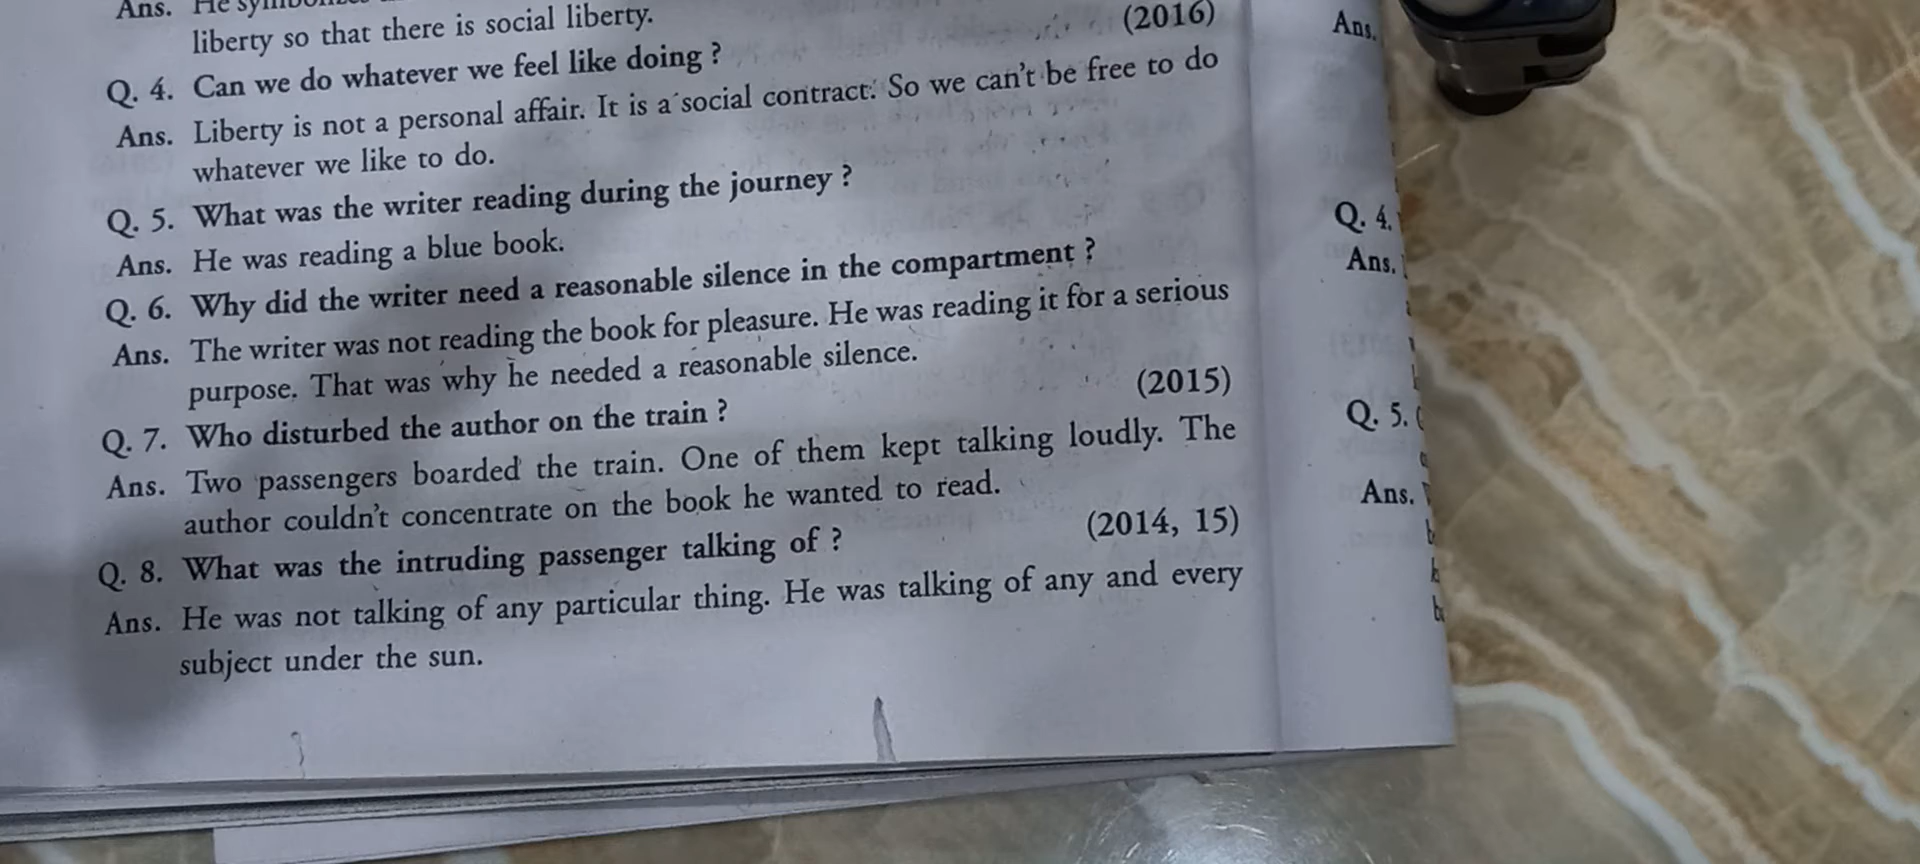 Ans. He
liberty so that there is social liberty.
(2016)
Q. 4. Can we do whatever we feel like doing ?
Ans. Liberty is not a personal affair. It is a social contract. So we can't be free to do
whatever we like to do.
Q. 5. What was the writer reading during the journey ?
Ans. He was reading a blue book.
Q. 6. Why did the writer need a reasonable silence in the compartment ?
Ans. The writer was not reading the book for pleasure. He was reading it for a serious
purpose. That was why he needed a reasonable silence.
Q. 7. Who disturbed the author on the train ? (2015)
Ans. Two passengers boarded the train. One of them kept talking loudly. The
author couldn't concentrate on the book he wanted to read.
Q. 8. What was the intruding passenger talking of ? (2014, 15)
Ans. He was not talking of any particular thing. He was talking of any and every
subject under the sun.
Ans.
Q. 4.
Ans.
Q. 5.
Ans.